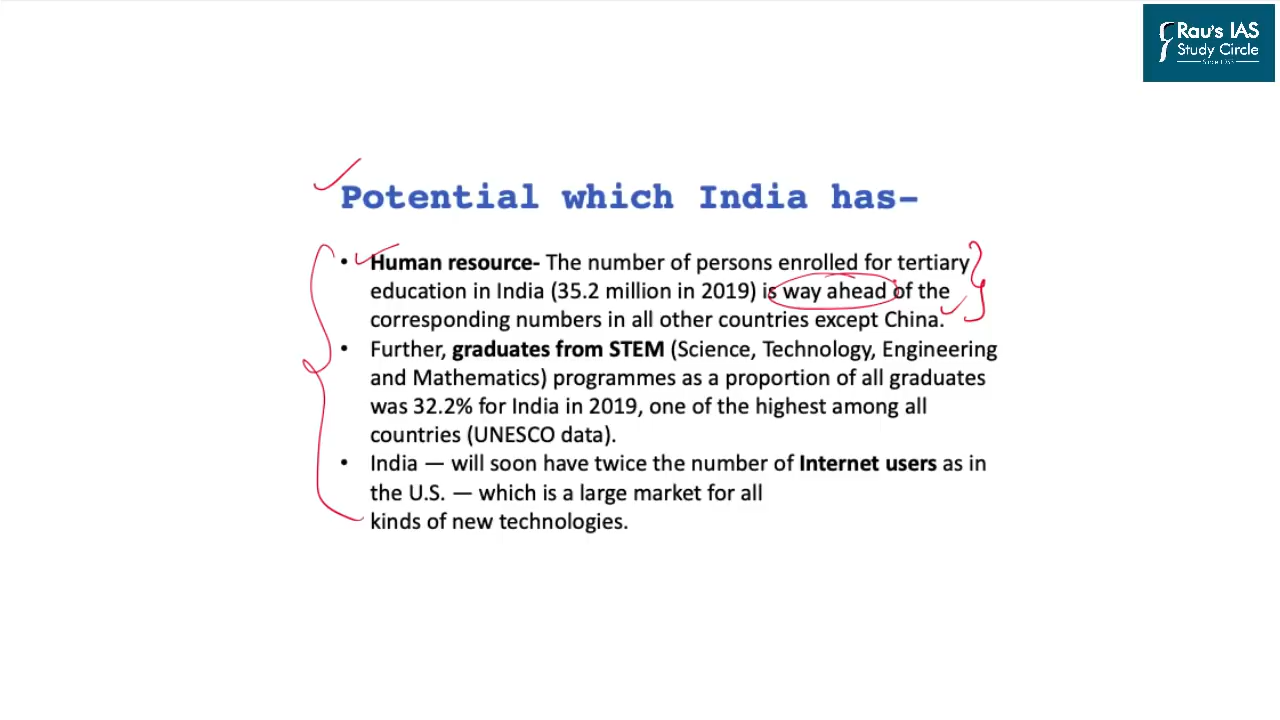 Rau's IAS
Study Circle
Since 1953
Potential which India has-
• Human resource- The number of persons enrolled for tertiary
education in India (35.2 million in 2019) is way ahead of the
corresponding numbers in all other countries except China.
• Further, graduates from STEM (Science, Technology, Engineering
and Mathematics) programmes as a proportion of all graduates
was 32.2% for India in 2019, one of the highest among all
countries (UNESCO data).
• India — will soon have twice the number of Internet users as in
the U.S. — which is a large market for all
kinds of new technologies.